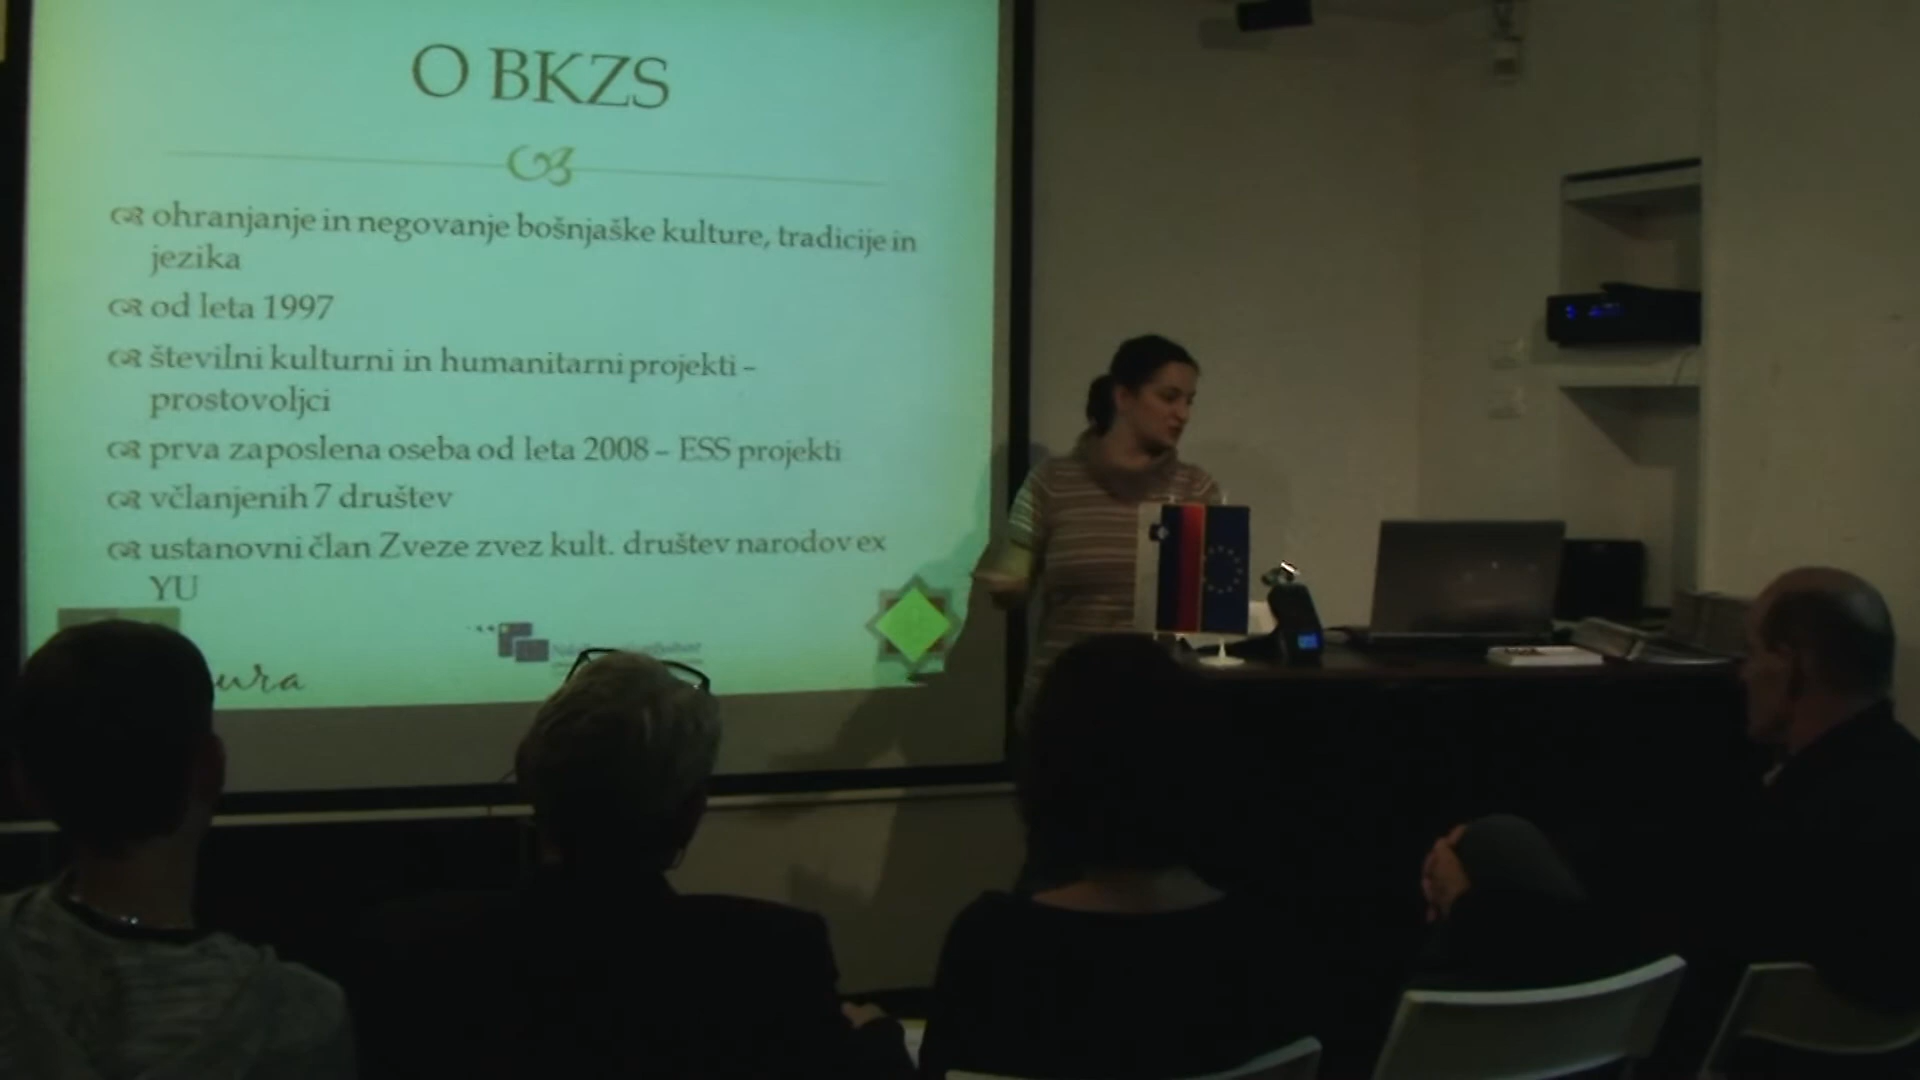 O BKZS
ohranjanje in negovanje bošnjaške kulture, tradicije in
jezika
od leta 1997
številni kulturni in humanitarni projekti –
prostovoljci
prva zaposlena oseba od leta 2008 – ESS projekti
včlanjenih 7 društev
ustanovni član Zveze zvez kult. društev narodov ex
YU